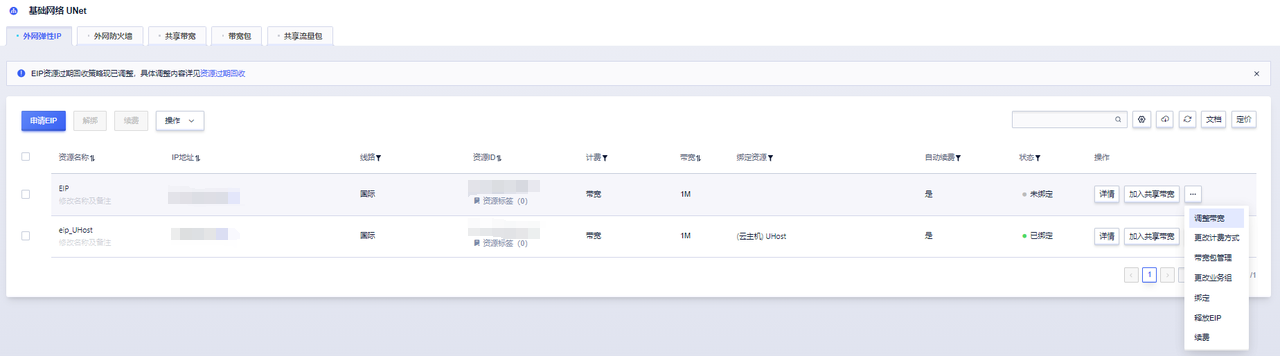 基础网络 UNet
外网弹性IP 外网防火墙 共享带宽 带宽包 共享流量包
EIP资源过期回收策略现已调整，具体调整内容详见资源过期回收
申请EIP 解绑 续费 操作 文档 定价
资源名称 IP地址 线路 资源ID 计费 带宽 绑定资源 自动续费 状态 操作
EIP 国际 带宽 1M 是 未绑定 详情 加入共享带宽 ...
修改名称及备注 资源标签（0）
调整带宽
eip_UHost 国际 带宽 1M (云主机) UHost 是 已绑定 详情 加入共享带宽
修改名称及备注 资源标签（0）
更改计费方式
带宽包管理
1 /1
更改业务组
绑定
释放EIP
续费